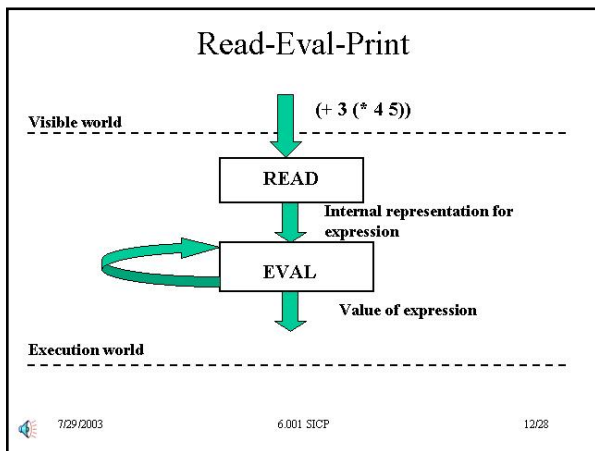 Read-Eval-Print
(+ 3 (* 4 5))
Visible world
READ
Internal representation for
expression
EVAL
Value of expression
Execution world
7/29/2003
6.001 SICP
12/28